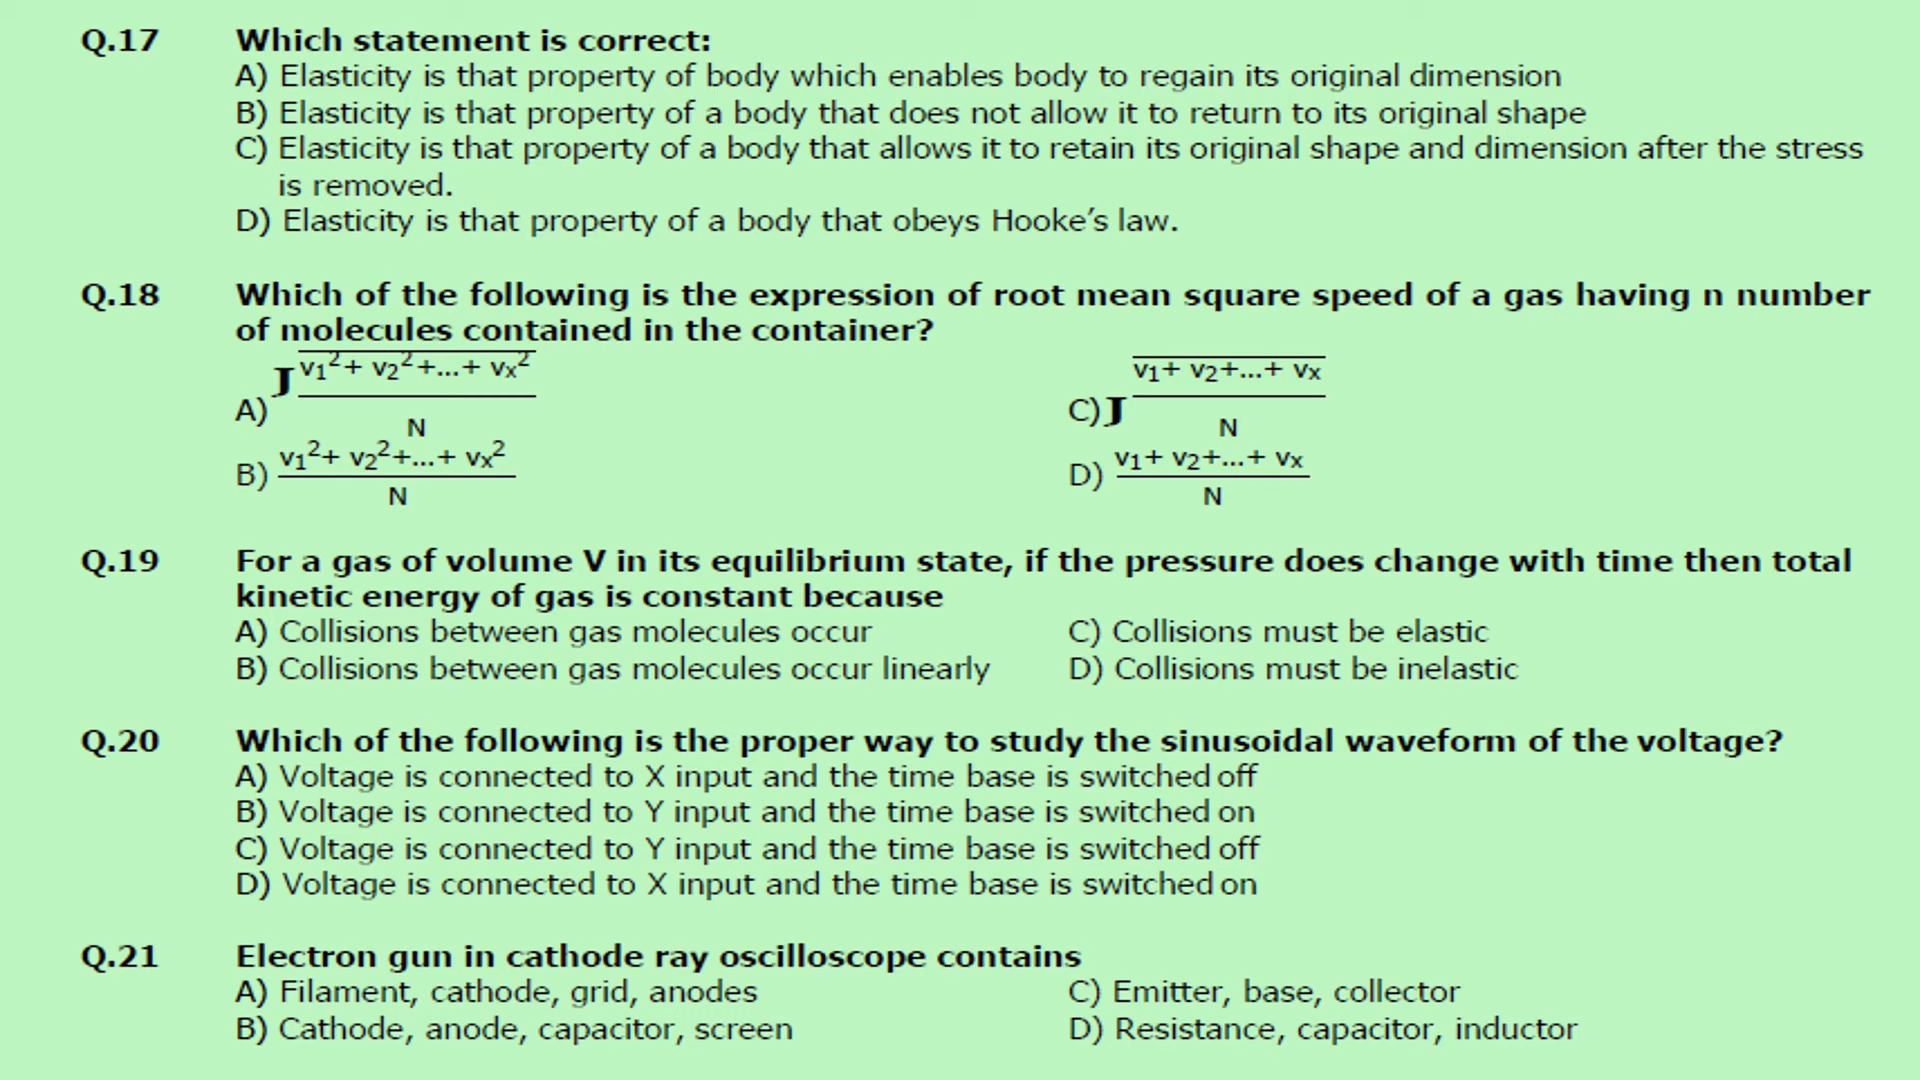 Q.17 Which statement is correct:
A) Elasticity is that property of body which enables body to regain its original dimension
B) Elasticity is that property of a body that does not allow it to return to its original shape
C) Elasticity is that property of a body that allows it to retain its original shape and dimension after the stress
is removed.
D) Elasticity is that property of a body that obeys Hooke’s law.
Q.18 Which of the following is the expression of root mean square speed of a gas having n number
of molecules contained in the container?
A) J v₁²+ v₂²+...+ vₓ²
N
C) J v₁+ v₂+...+ vₓ
N
B) v₁²+ v₂²+...+ vₓ²
N
D) v₁+ v₂+...+ vₓ
N
Q.19 For a gas of volume V in its equilibrium state, if the pressure does change with time then total
kinetic energy of gas is constant because
A) Collisions between gas molecules occur C) Collisions must be elastic
B) Collisions between gas molecules occur linearly D) Collisions must be inelastic
Q.20 Which of the following is the proper way to study the sinusoidal waveform of the voltage?
A) Voltage is connected to X input and the time base is switched off
B) Voltage is connected to Y input and the time base is switched on
C) Voltage is connected to Y input and the time base is switched off
D) Voltage is connected to X input and the time base is switched on
Q.21 Electron gun in cathode ray oscilloscope contains
A) Filament, cathode, grid, anodes C) Emitter, base, collector
B) Cathode, anode, capacitor, screen D) Resistance, capacitor, inductor